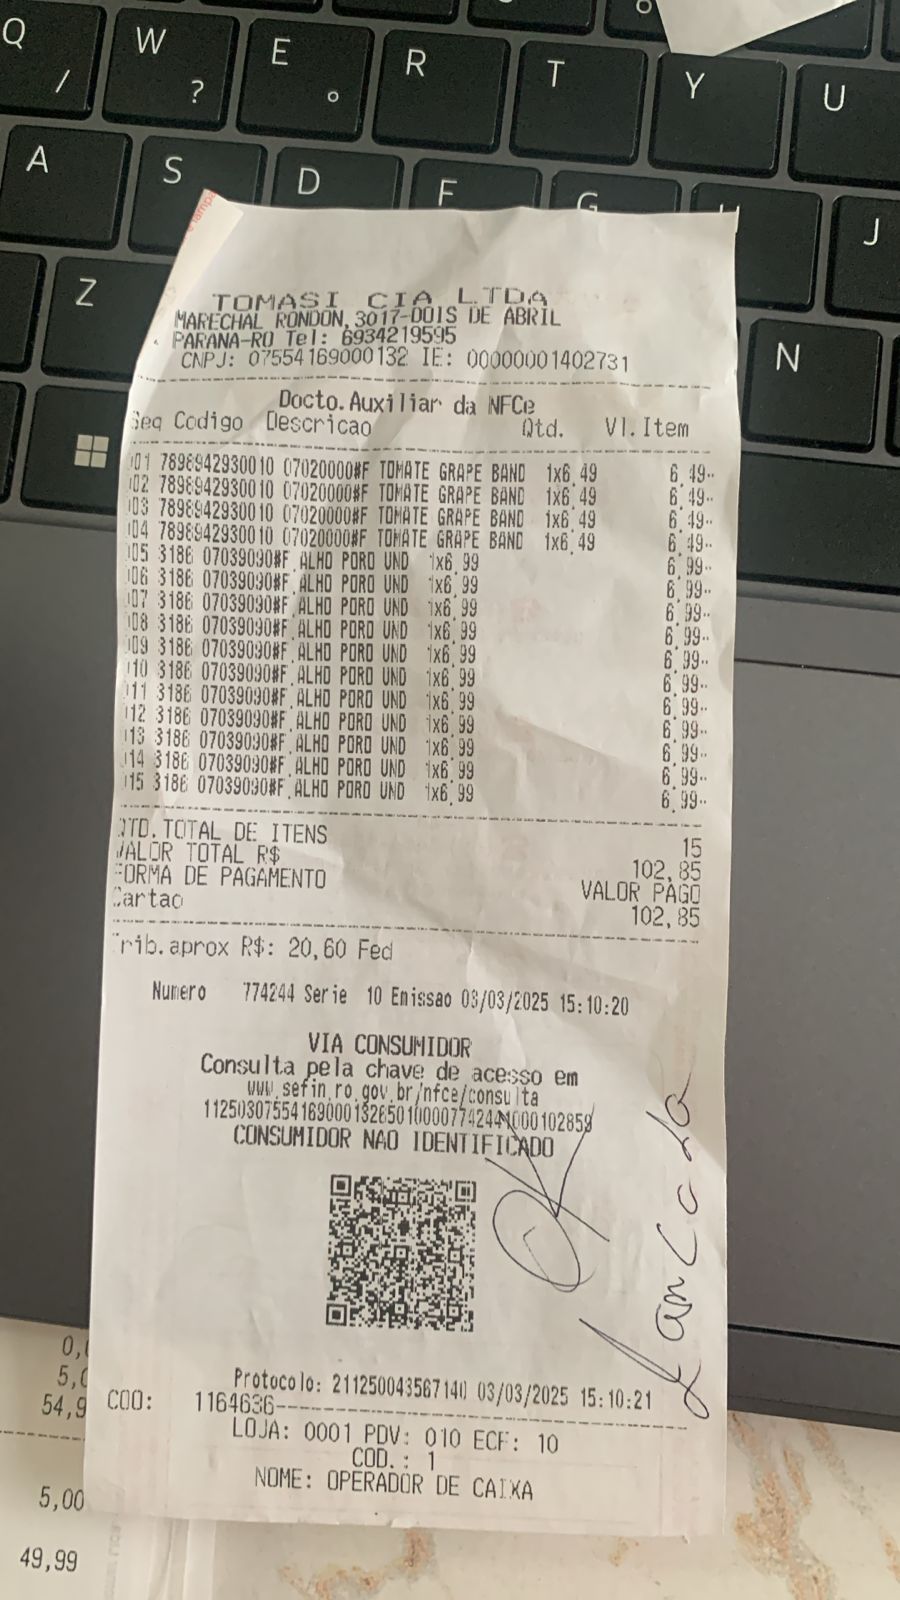 Q W E R T Y U
/ ? °
A S D F G J
Z N
TOMASI CIA LTDA
MARECHAL RONDON, 3017-DOIS DE ABRIL
PARANA-RO Tel: 6934219595
CNPJ: 07554169000132 IE: 00000001402731
Docto.Auxiliar da NFCe
Seq Codigo Descricao Qtd. Vl.Item
001 7898942930010 07020000#F TOMATE GRAPE BAND 1x6,49 6,49
002 7898942930010 07020000#F TOMATE GRAPE BAND 1x6,49 6,49
003 7898942930010 07020000#F TOMATE GRAPE BAND 1x6,49 6,49
004 7898942930010 07020000#F TOMATE GRAPE BAND 1x6,49 6,49
005 3186 07039090#F ALHO PORO UND 1x6,99 6,99
006 3186 07039090#F ALHO PORO UND 1x6,99 6,99
007 3186 07039090#F ALHO PORO UND 1x6,99 6,99
008 3186 07039090#F ALHO PORO UND 1x6,99 6,99
009 3186 07039090#F ALHO PORO UND 1x6,99 6,99
010 3186 07039090#F ALHO PORO UND 1x6,99 6,99
011 3186 07039090#F ALHO PORO UND 1x6,99 6,99
012 3186 07039090#F ALHO PORO UND 1x6,99 6,99
013 3186 07039090#F ALHO PORO UND 1x6,99 6,99
014 3186 07039090#F ALHO PORO UND 1x6,99 6,99
015 3186 07039090#F ALHO PORO UND 1x6,99 6,99
QTD.TOTAL DE ITENS 15
VALOR TOTAL R$ 102,85
FORMA DE PAGAMENTO VALOR PAGO
Cartao 102,85
Trib.aprox R$: 20,60 Fed
Numero 774244 Serie 10 Emissao 03/03/2025 15:10:20
VIA CONSUMIDOR
Consulta pela chave de acesso em
www.sefin.ro.gov.br/nfce/consulta
11250307554169000132650100007742441000102859
CONSUMIDOR NAO IDENTIFICADO
OK
Lancada
Protocolo: 211250043567140 03/03/2025 15:10:21
COO: 1164636
LOJA: 0001 PDV: 010 ECF: 10
COD.: 1
NOME: OPERADOR DE CAIXA
5,00
49,99